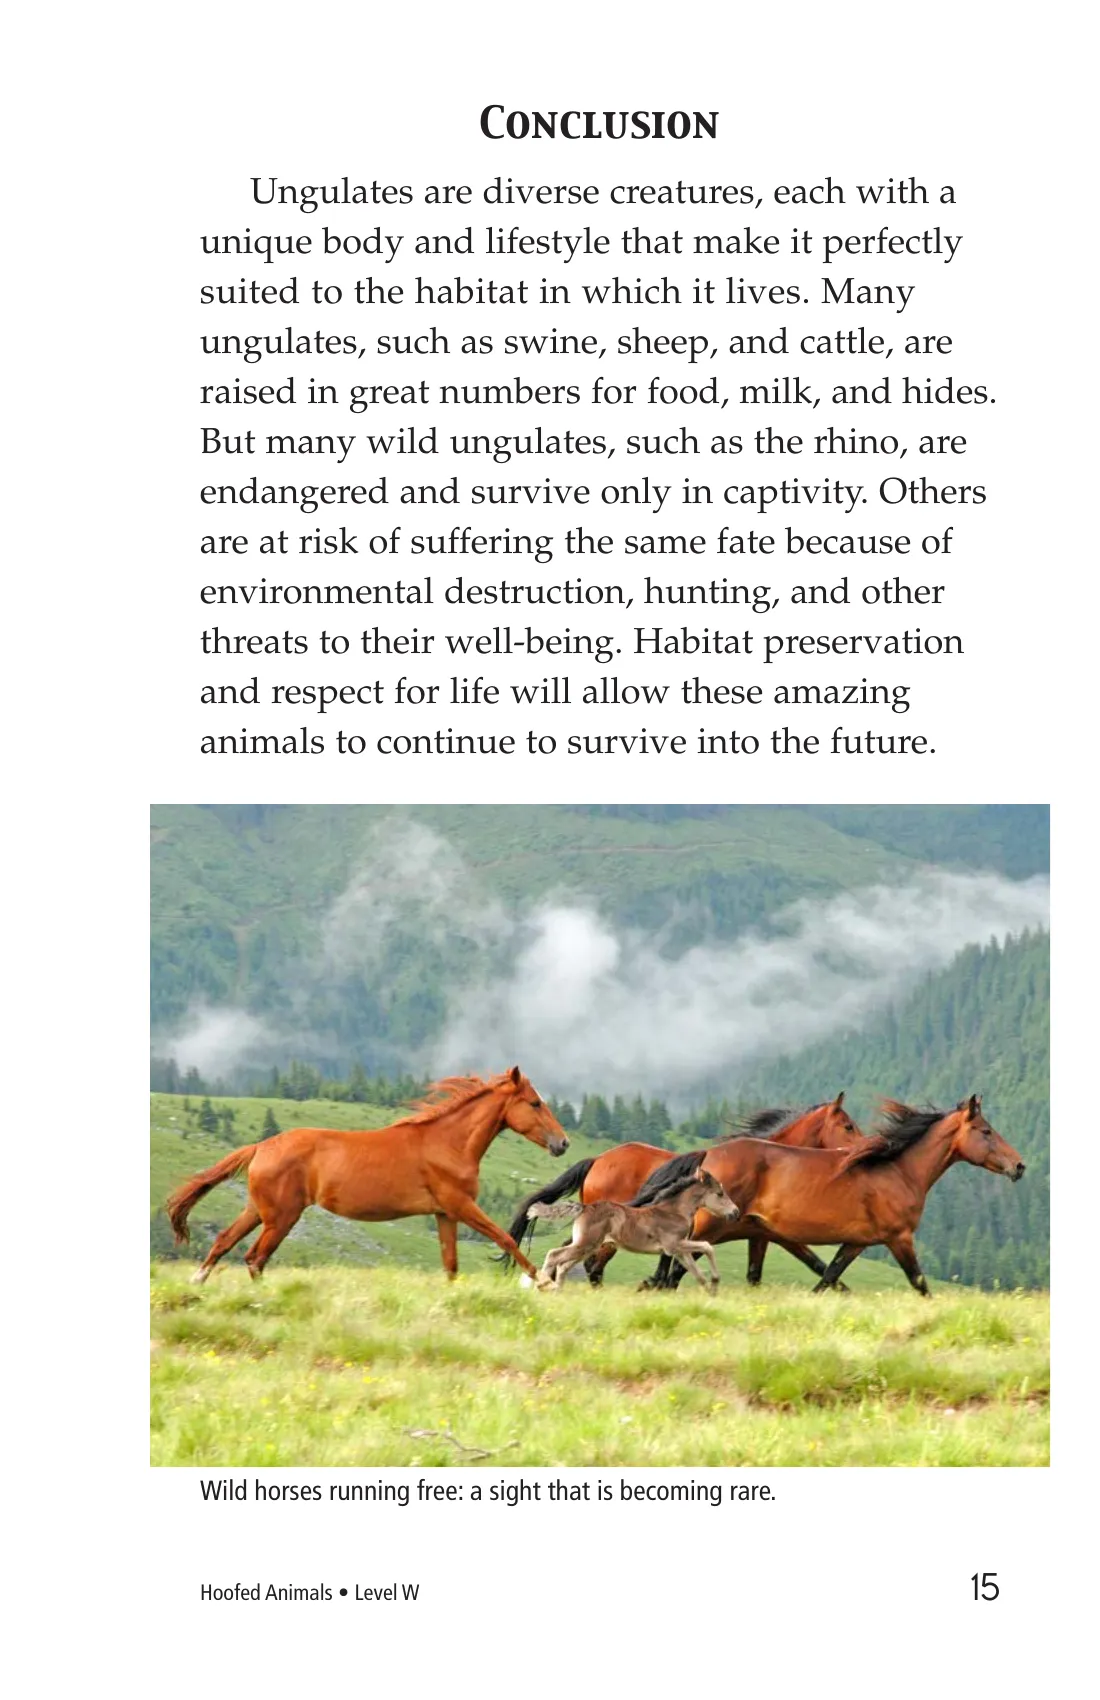 Conclusion
Ungulates are diverse creatures, each with a
unique body and lifestyle that make it perfectly
suited to the habitat in which it lives. Many
ungulates, such as swine, sheep, and cattle, are
raised in great numbers for food, milk, and hides.
But many wild ungulates, such as the rhino, are
endangered and survive only in captivity. Others
are at risk of suffering the same fate because of
environmental destruction, hunting, and other
threats to their well-being. Habitat preservation
and respect for life will allow these amazing
animals to continue to survive into the future.
Wild horses running free: a sight that is becoming rare.
Hoofed Animals • Level W
15